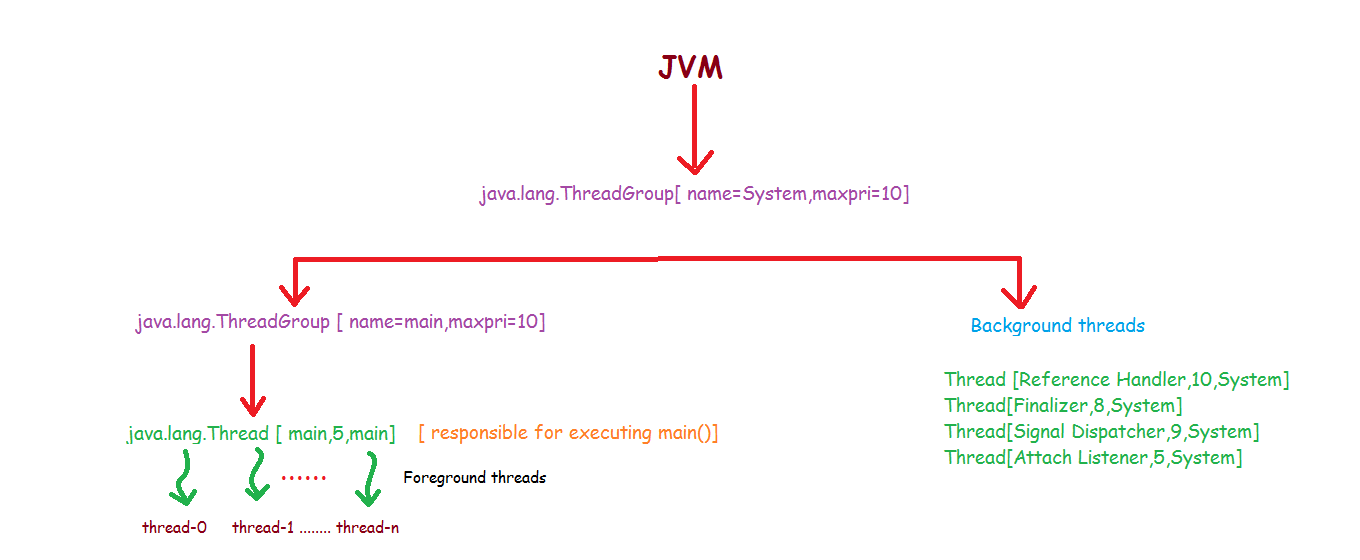 JVM
java.lang.ThreadGroup[ name=System,maxpri=10]
java.lang.ThreadGroup [ name=main,maxpri=10]
Background threads
Thread [Reference Handler,10,System]
Thread[Finalizer,8,System]
Thread[Signal Dispatcher,9,System]
Thread[Attach Listener,5,System]
java.lang.Thread [ main,5,main] [ responsible for executing main()]
Foreground threads
thread-0 thread-1 ........ thread-n